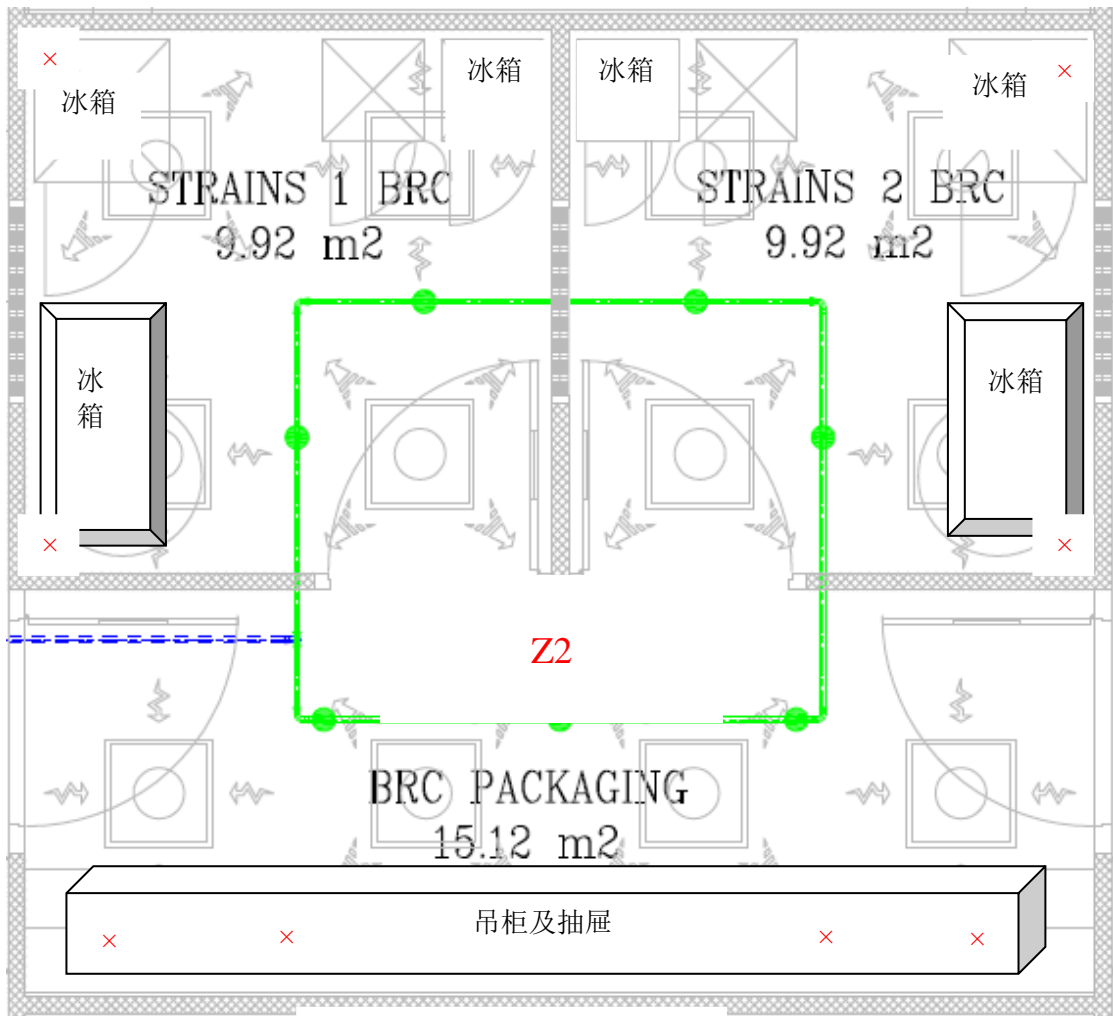 冰箱
冰箱
冰箱
冰箱
STRAINS 1 BRC
9.92 m2
STRAINS 2 BRC
9.92 m2
冰
箱
冰箱
Z2
BRC PACKAGING
15.12 m2
吊柜及抽屉